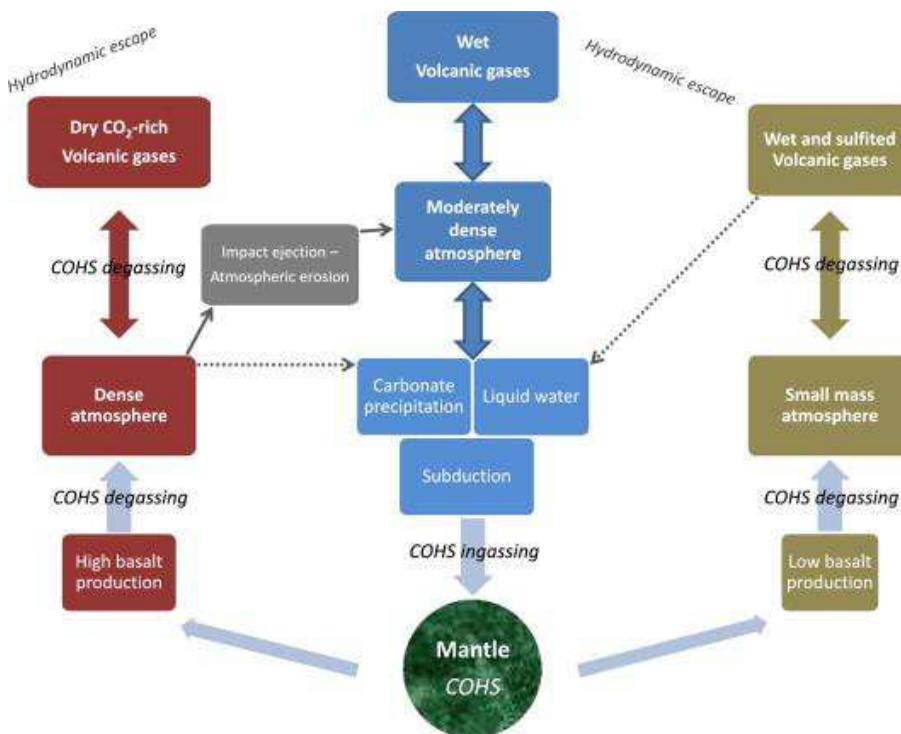 Hydrodynamic escape
Wet
Volcanic gases
Hydrodynamic escape
Dry CO₂-rich
Volcanic gases
Wet and sulfited
Volcanic gases
Moderately
dense
atmosphere
Impact ejection –
Atmospheric erosion
COHS degassing
COHS degassing
Dense
atmosphere
Carbonate
precipitation
Liquid water
Small mass
atmosphere
Subduction
COHS degassing
COHS degassing
High basalt
production
COHS ingassing
Low basalt
production
Mantle
COHS